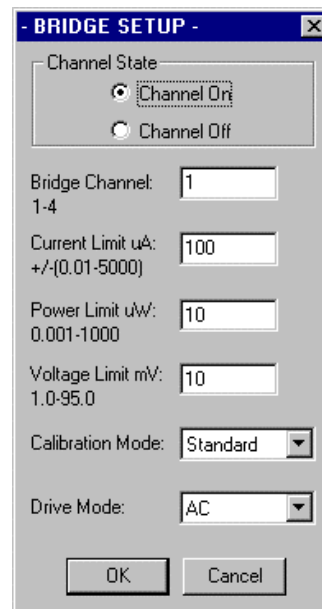 - BRIDGE SETUP -
Channel State
Channel On
Channel Off
Bridge Channel: 1
1-4
Current Limit uA: 100
+/-(0.01-5000)
Power Limit uW: 10
0.001-1000
Voltage Limit mV: 10
1.0-95.0
Calibration Mode: Standard
Drive Mode: AC
OK Cancel